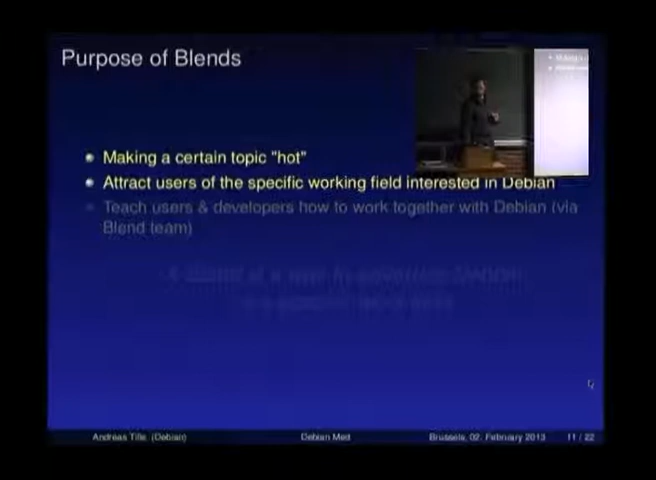 Purpose of Blends
Making a certain topic "hot"
Attract users of the specific working field interested in Debian
Teach users & developers how to work together with Debian (via
Blend team)
Andreas Tille (Debian)
Debian Med
Brussels, 02. February 2013
11 / 22